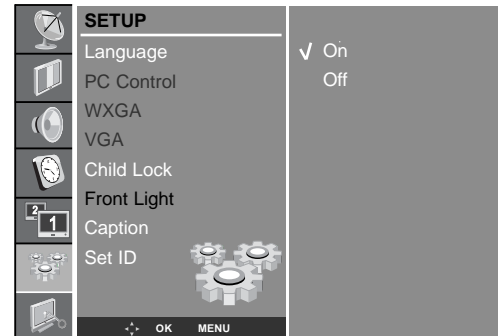 SETUP
Language
PC Control
WXGA
VGA
Child Lock
Front Light
Caption
Set ID
√ On
Off
2
1
OK MENU